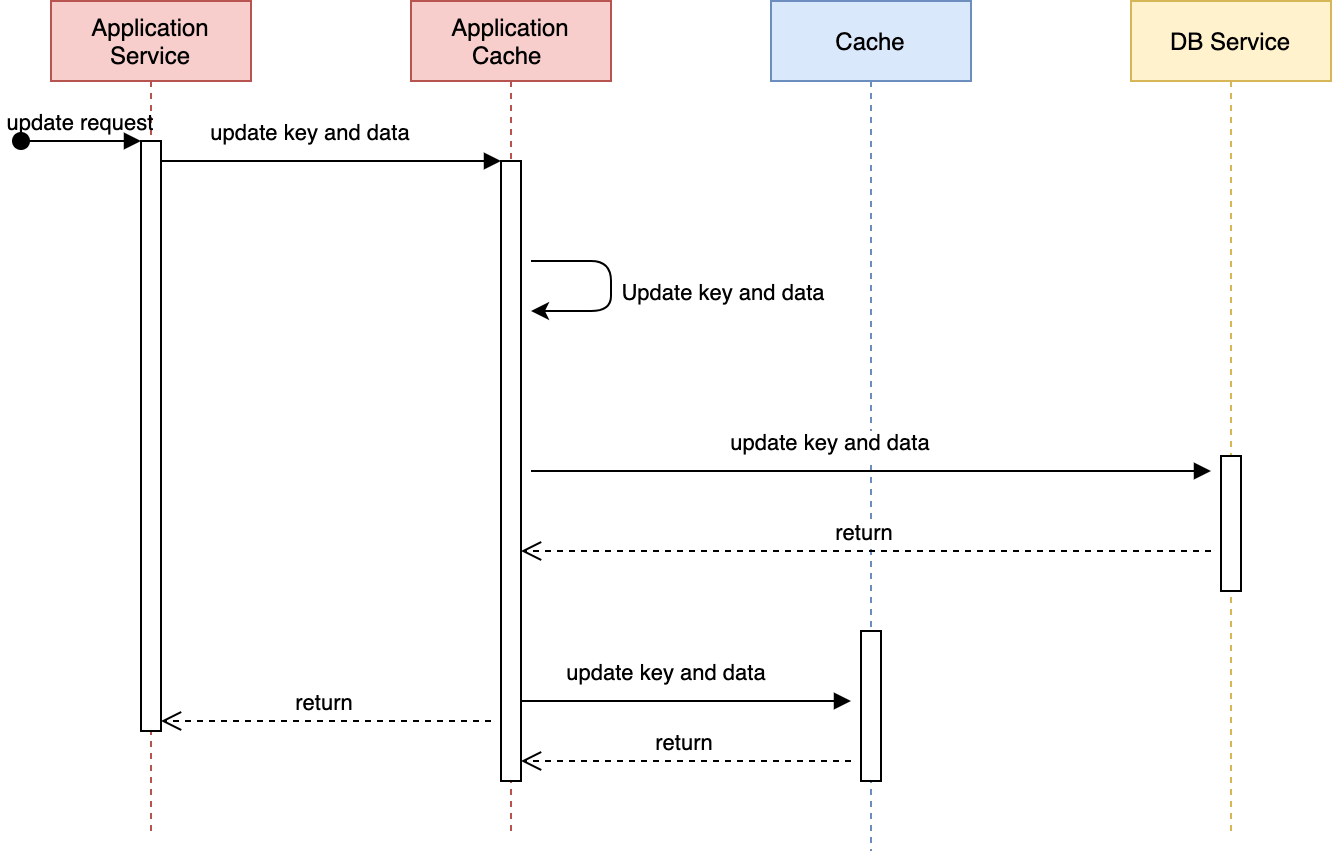 Application
Service
Application
Cache
Cache
DB Service
update request
update key and data
Update key and data
update key and data
return
update key and data
return
return